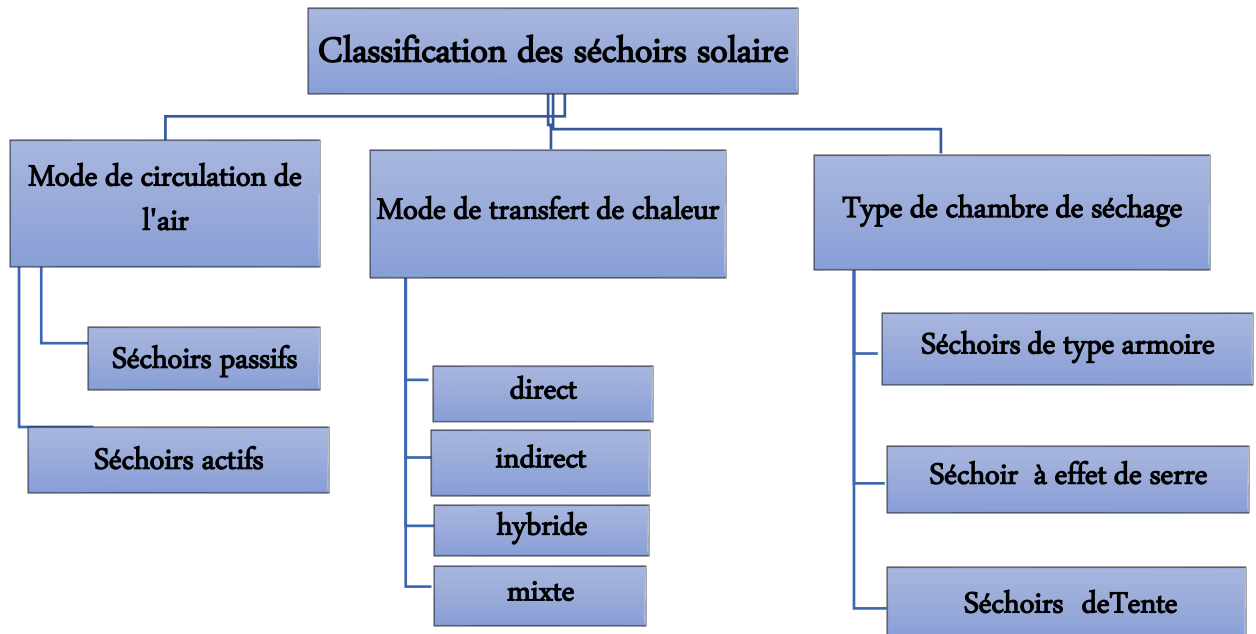 Classification des séchoirs solaire
Mode de circulation de
l'air
Séchoirs passifs
Séchoirs actifs
Mode de transfert de chaleur
direct
indirect
hybride
mixte
Type de chambre de séchage
Séchoirs de type armoire
Séchoir à effet de serre
Séchoirs deTente